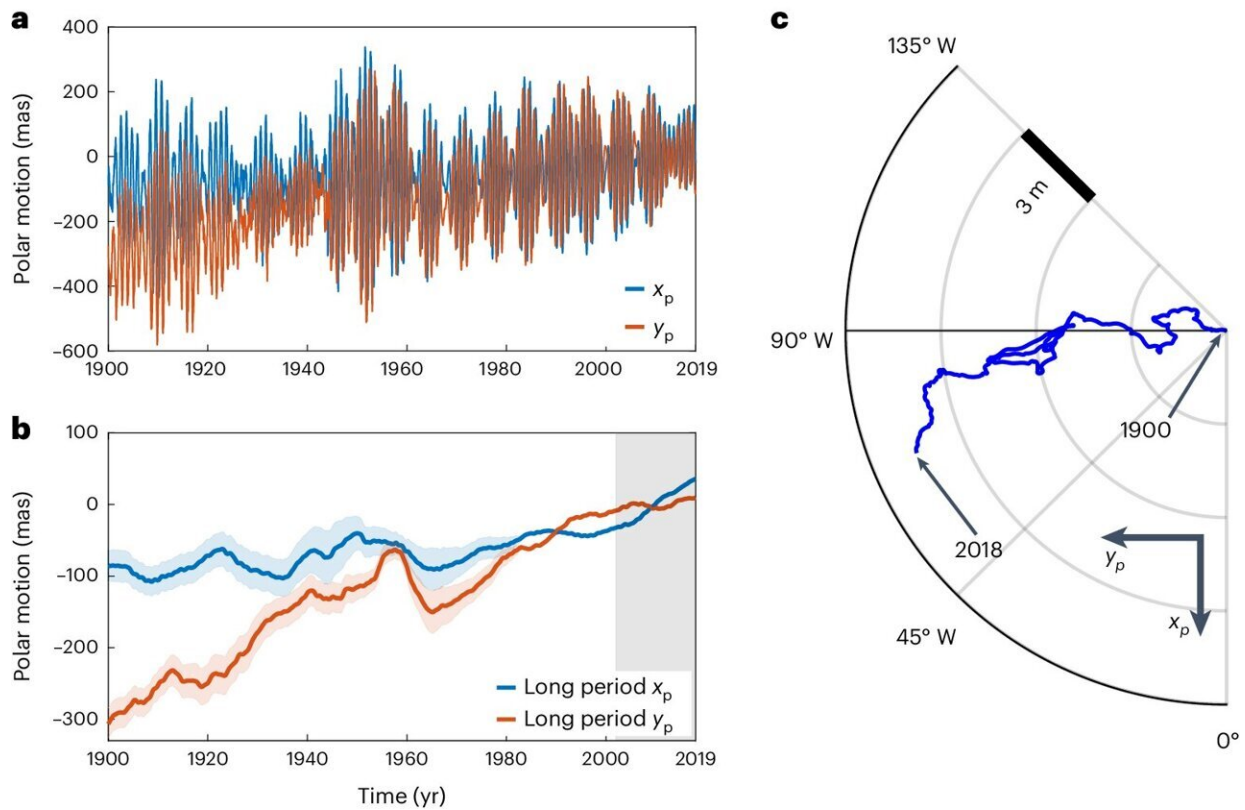 a
400
200
0
–200
–400
–600
Polar motion (mas)
xp
yp
1900 1920 1940 1960 1980 2000 2019
b
100
0
–100
–200
–300
Polar motion (mas)
Long period xp
Long period yp
1900 1920 1940 1960 1980 2000 2019
Time (yr)
c
135° W
3 m
90° W
1900
2018
yp
xp
45° W
0°